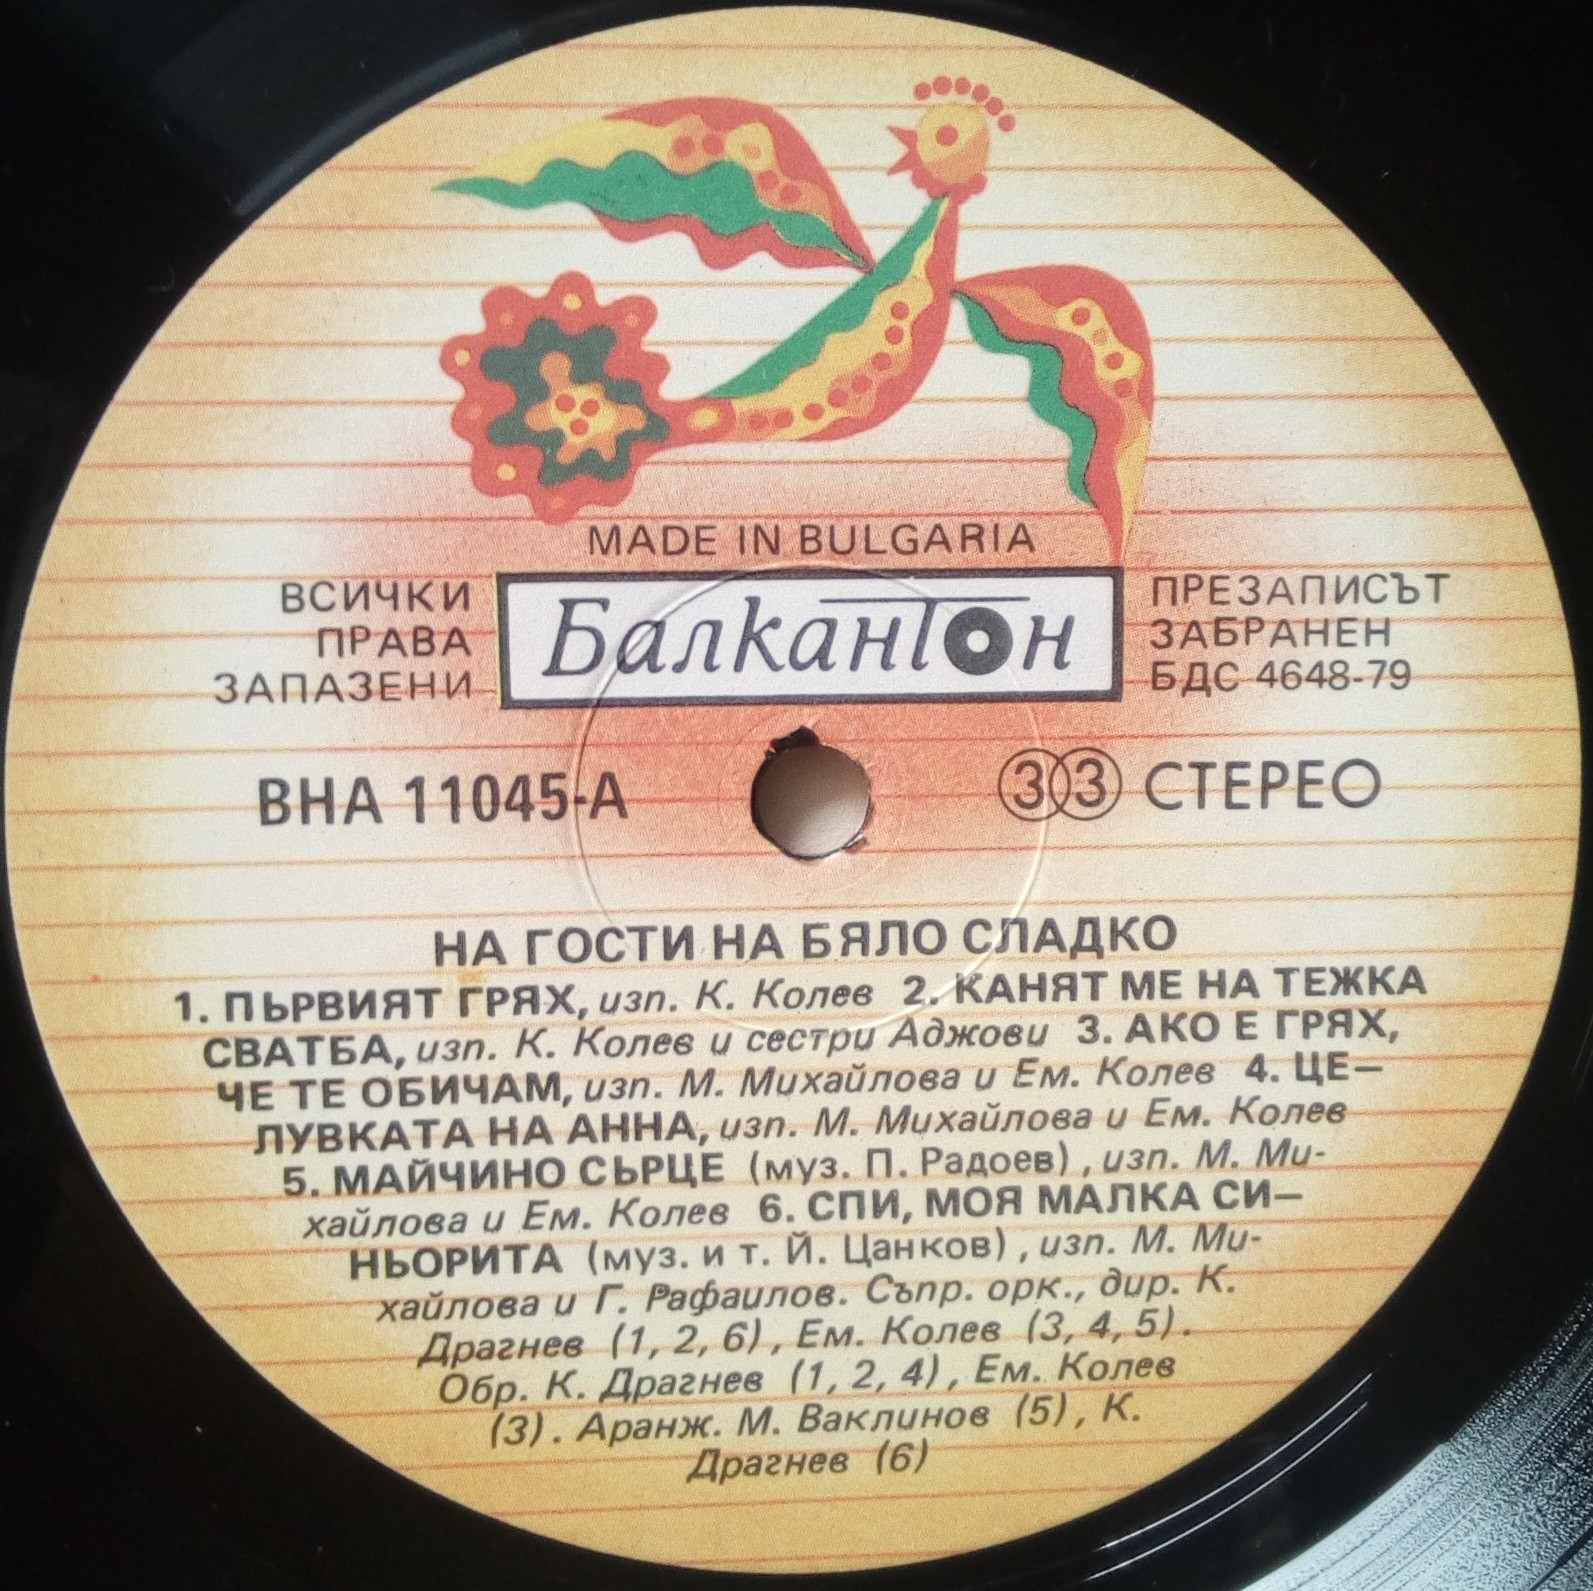 MADE IN BULGARIA
ВСИЧКИ
ПРАВА
ЗАПАЗЕНИ
Балкантон
ПРЕЗАПИСЪТ
ЗАБРАНЕН
БДС 4648-79
ВНА 11045-А
33 СТЕРЕО
НА ГОСТИ НА БЯЛО СЛАДКО
1. ПЪРВИЯТ ГРЯХ, изп. К. Колев 2. КАНЯТ МЕ НА ТЕЖКА
СВАТБА, изп. К. Колев и сестри Аджови 3. АКО Е ГРЯХ,
ЧЕ ТЕ ОБИЧАМ, изп. М. Михайлова и Ем. Колев 4. ЦЕ–
ЛУВКАТА НА АННА, изп. М. Михайлова и Ем. Колев
5. МАЙЧИНО СЪРЦЕ (муз. П. Радоев), изп. М. Ми-
хайлова и Ем. Колев 6. СПИ, МОЯ МАЛКА СИ–
НЬОРИТА (муз. и т. Й. Цанков), изп. М. Ми-
хайлова и Г. Рафаилов. Съпр. орк., дир. К.
Драгнев (1, 2, 6), Ем. Колев (3, 4, 5).
Обр. К. Драгнев (1, 2, 4), Ем. Колев
(3). Аранж. М. Ваклинов (5), К.
Драгнев (6)